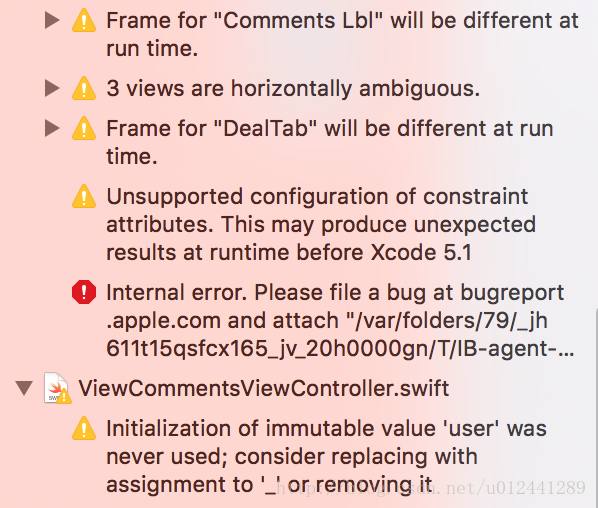 Frame for "Comments Lbl" will be different at
run time.
3 views are horizontally ambiguous.
Frame for "DealTab" will be different at run
time.
Unsupported configuration of constraint
attributes. This may produce unexpected
results at runtime before Xcode 5.1
Internal error. Please file a bug at bugreport
.apple.com and attach "/var/folders/79/_jh
611t15qsfcx165_jv_20h0000gn/T/IB-agent-...
ViewCommentsViewController.swift
Initialization of immutable value 'user' was
never used; consider replacing with
assignment to '_' or removing it
http://blog.csdn.net/u012441289